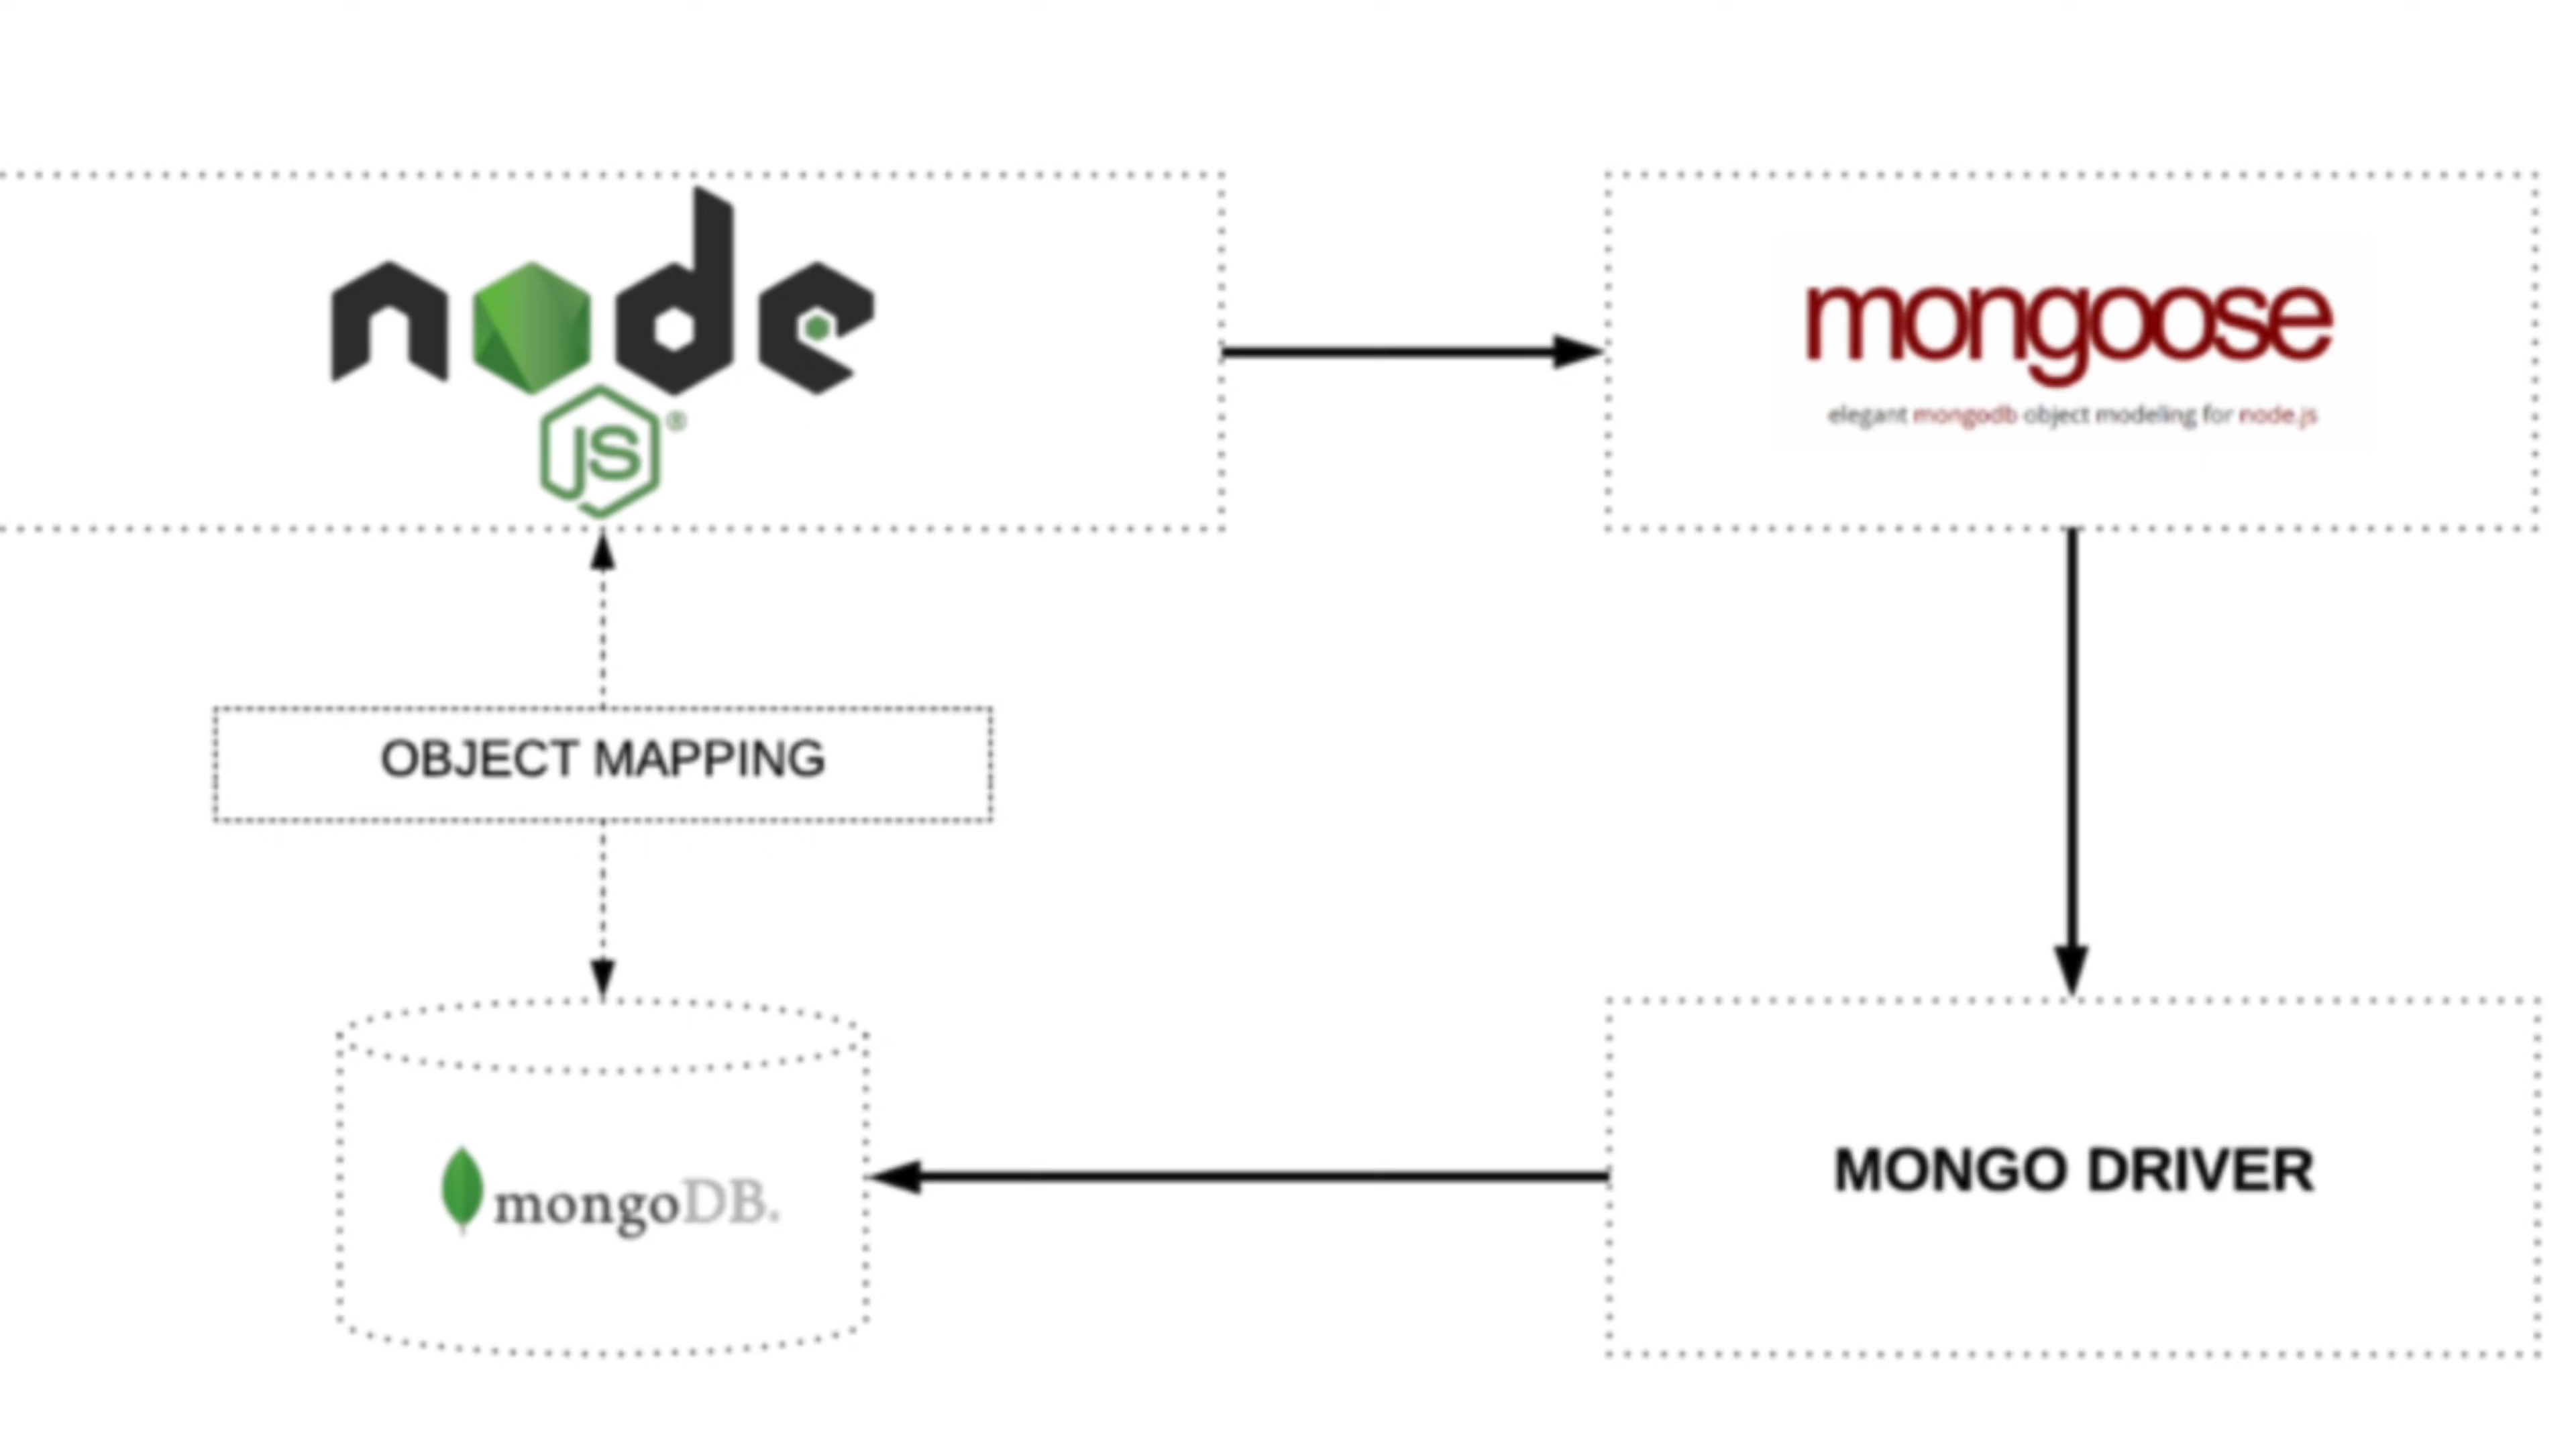 node
JS®
mongoose
elegant mongodb object modeling for node.js
OBJECT MAPPING
mongoDB.
MONGO DRIVER